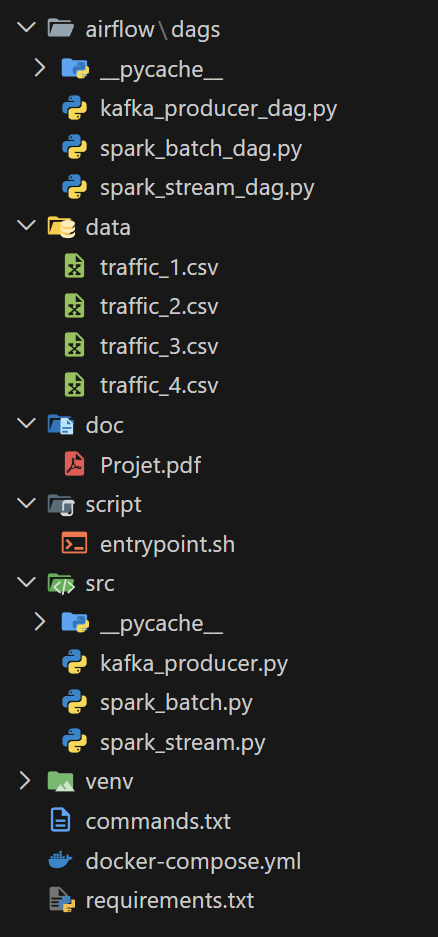 airflow\dags
__pycache__
kafka_producer_dag.py
spark_batch_dag.py
spark_stream_dag.py
data
traffic_1.csv
traffic_2.csv
traffic_3.csv
traffic_4.csv
doc
Projet.pdf
script
entrypoint.sh
src
__pycache__
kafka_producer.py
spark_batch.py
spark_stream.py
venv
commands.txt
docker-compose.yml
requirements.txt